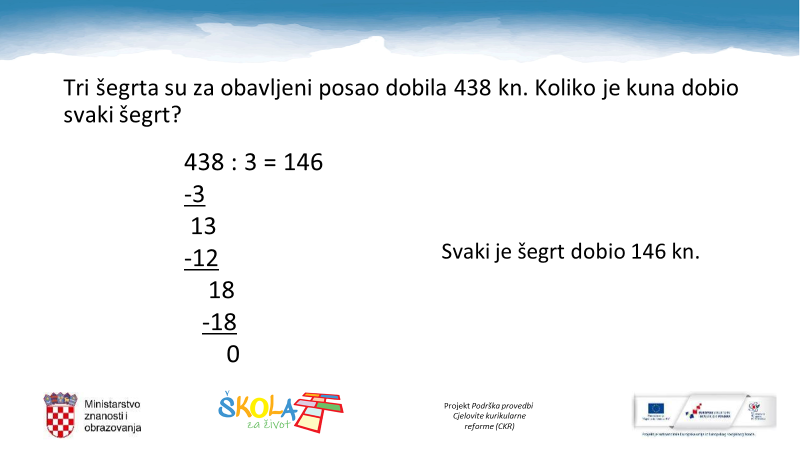 Tri šegrta su za obavljeni posao dobila 438 kn. Koliko je kuna dobio
svaki šegrt?
438 : 3 = 146
-3
13
-12
18
-18
0
Svaki je šegrt dobio 146 kn.
Ministarstvo
znanosti i
obrazovanja
ŠKOLA
za život
Projekt Podrška provedbi
Cjelovite kurikularne
reforme (CKR)